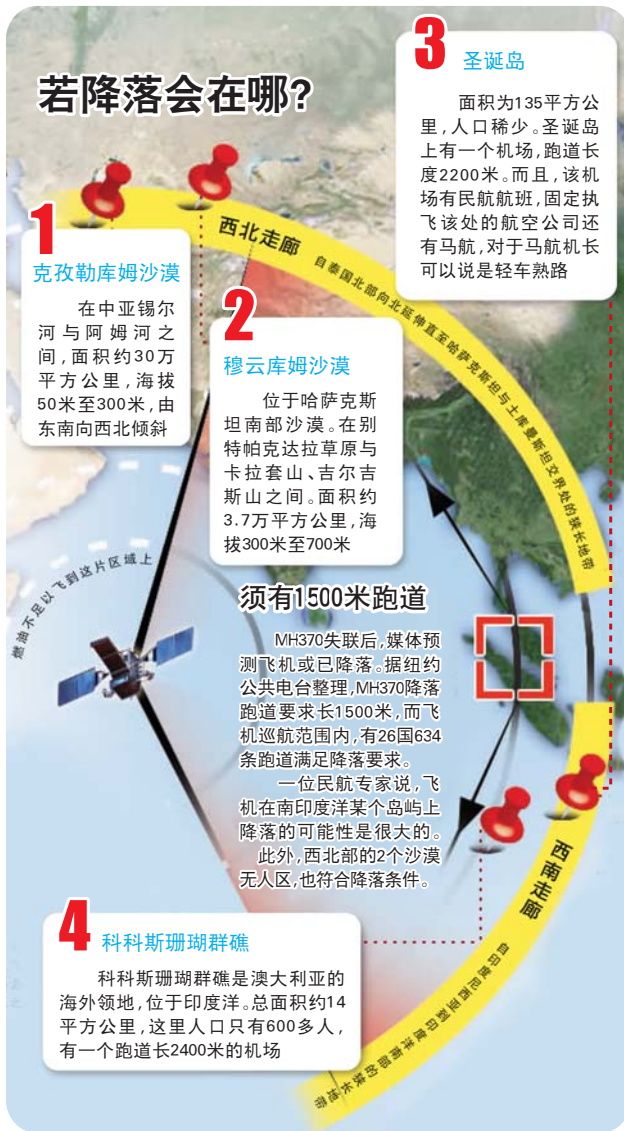 若降落会在哪?
3
圣诞岛
面积为135平方公
里,人口稀少。圣诞岛
上有一个机场,跑道长
度2200米。而且,该机
场有民航航班,固定执
飞该处的航空公司还
有马航,对于马航机长
可以说是轻车熟路
1
克孜勒库姆沙漠
在中亚锡尔
河与阿姆河之
间,面积约30万
平方公里,海拔
50米至300米,由
东南向西北倾斜
西北走廊
自泰国北部向北延伸直至哈萨克斯坦与土库曼斯坦交界处的狭长地带
2
穆云库姆沙漠
位于哈萨克斯
坦南部沙漠。在别
特帕克达拉草原与
卡拉套山、吉尔吉
斯山之间。面积约
3.7万平方公里,海
拔300米至700米
燃油不足以飞到这片区域上
须有1500米跑道
MH370失联后,媒体预
测飞机或已降落。据纽约
公共电台整理,MH370降落
跑道要求长1500米,而飞
机巡航范围内,有26国634
条跑道满足降落要求。
一位民航专家说,飞
机在南印度洋某个岛屿上
降落的可能性是很大的。
此外,西北部的2个沙漠
无人区,也符合降落条件。
西南走廊
自印度尼西亚到印度洋南部的狭长地带
4
科科斯珊瑚群礁
科科斯珊瑚群礁是澳大利亚的
海外领地,位于印度洋。总面积约14
平方公里,这里人口只有600多人,
有一个跑道长2400米的机场